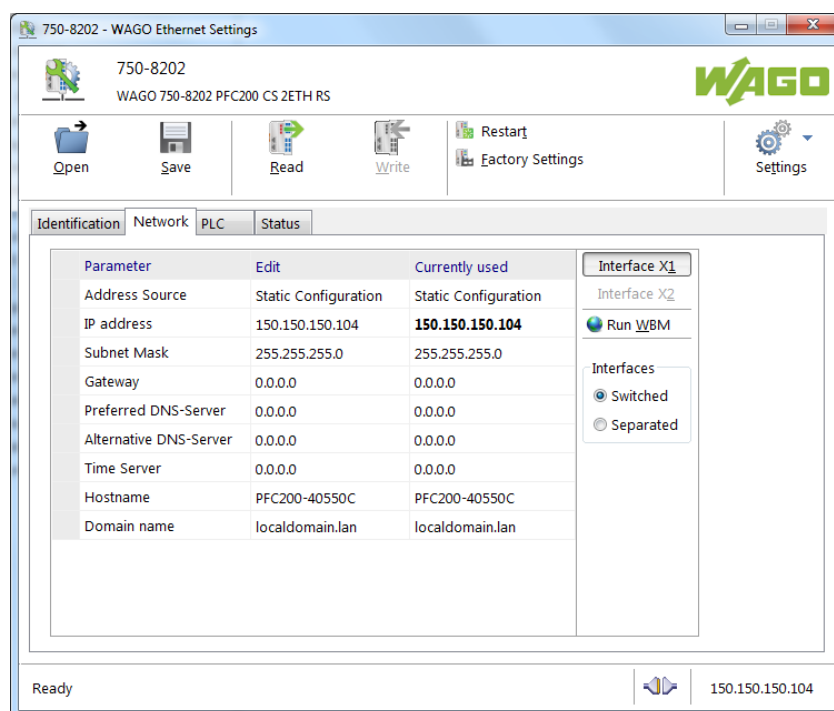 750-8202 - WAGO Ethernet Settings
750-8202
WAGO 750-8202 PFC200 CS 2ETH RS
WAGO
Open Save Read Write Restart Factory Settings Settings
Identification Network PLC Status
Parameter Edit Currently used Interface X1
Address Source Static Configuration Static Configuration Interface X2
IP address 150.150.150.104 150.150.150.104 Run WBM
Subnet Mask 255.255.255.0 255.255.255.0
Interfaces
Gateway 0.0.0.0 0.0.0.0 Switched
Preferred DNS-Server 0.0.0.0 0.0.0.0 Separated
Alternative DNS-Server 0.0.0.0 0.0.0.0
Time Server 0.0.0.0 0.0.0.0
Hostname PFC200-40550C PFC200-40550C
Domain name localdomain.lan localdomain.lan
Ready 150.150.150.104